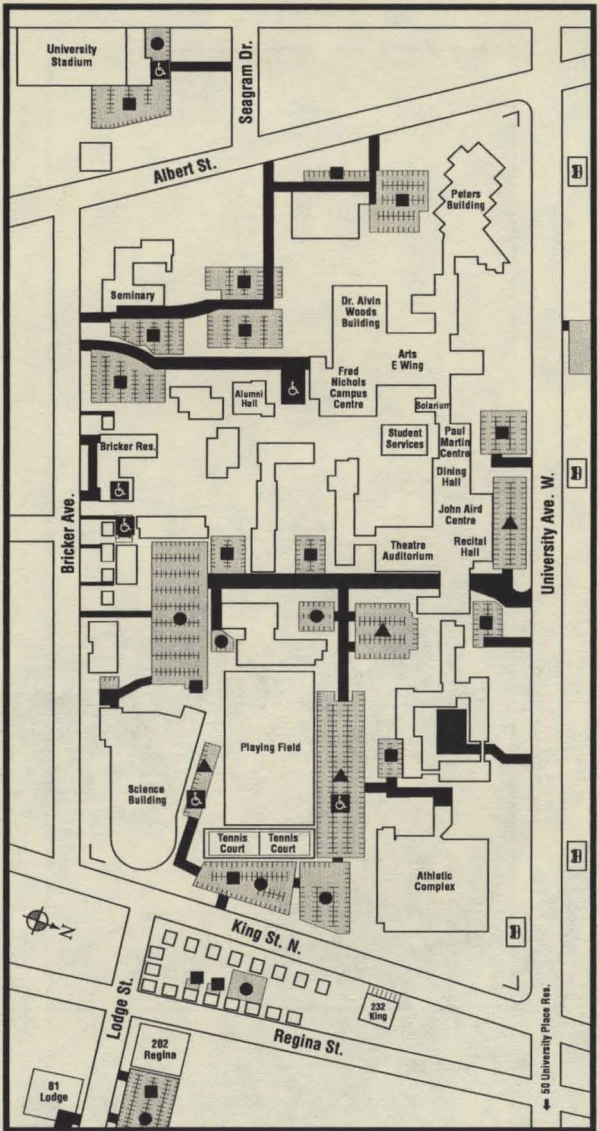 University
Stadium
Seagram Dr.
Albert St.
Peters
Building
Seminary
Dr. Alvin
Woods
Building
Arts
E Wing
Fred
Nichols
Campus
Centre
Alumni
Hall
Solarium
Student
Services
Paul
Martin
Centre
Dining
Hall
Bricker Res.
John Aird
Centre
Recital
Hall
Theatre
Auditorium
Bricker Ave.
University Ave. W.
Playing Field
Science
Building
Tennis
Court
Tennis
Court
Athletic
Complex
King St. N.
N
Lodge St.
232
King
Regina St.
202
Regina
81
Lodge
← 50 University Place Res.